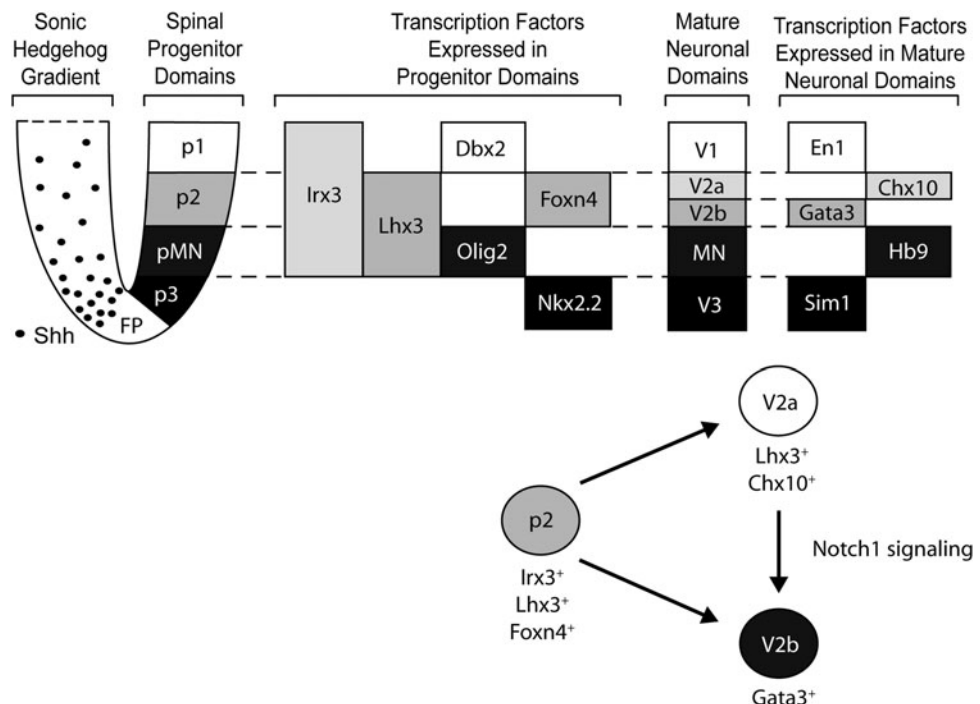 Sonic
Hedgehog
Gradient
Spinal
Progenitor
Domains
Transcription Factors
Expressed in
Progenitor Domains
Mature
Neuronal
Domains
Transcription Factors
Expressed in Mature
Neuronal Domains
p1
Dbx2
V1
En1
p2
Irx3
Lhx3
Foxn4
V2a
Chx10
V2b
Gata3
pMN
Olig2
MN
Hb9
p3
Nkx2.2
V3
Sim1
FP
Shh
V2a
Lhx3⁺
Chx10⁺
p2
Irx3⁺
Lhx3⁺
Foxn4⁺
Notch1 signaling
V2b
Gata3⁺